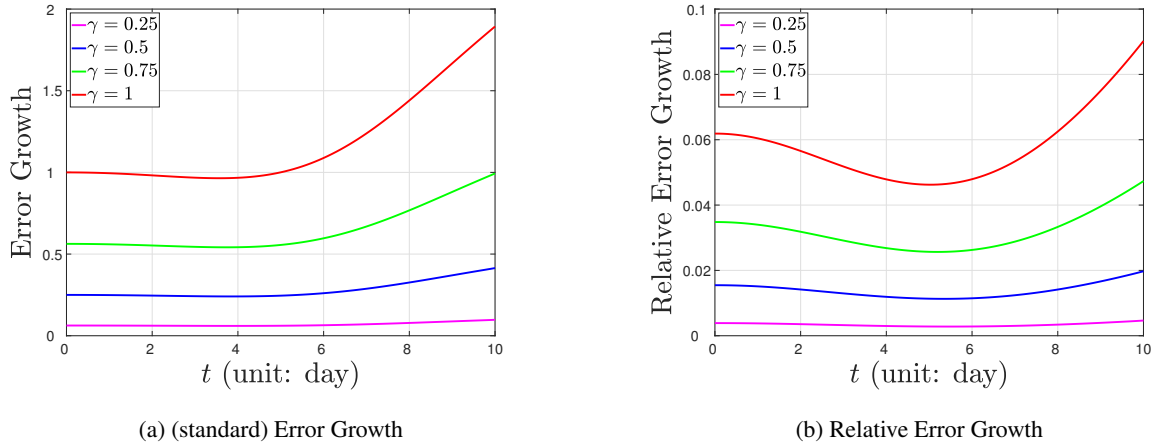 Error Growth
2
1.5
1
0.5
0
γ = 0.25
γ = 0.5
γ = 0.75
γ = 1
0 2 4 6 8 10
t (unit: day)
(a) (standard) Error Growth
Relative Error Growth
0.1
0.08
0.06
0.04
0.02
0
γ = 0.25
γ = 0.5
γ = 0.75
γ = 1
0 2 4 6 8 10
t (unit: day)
(b) Relative Error Growth